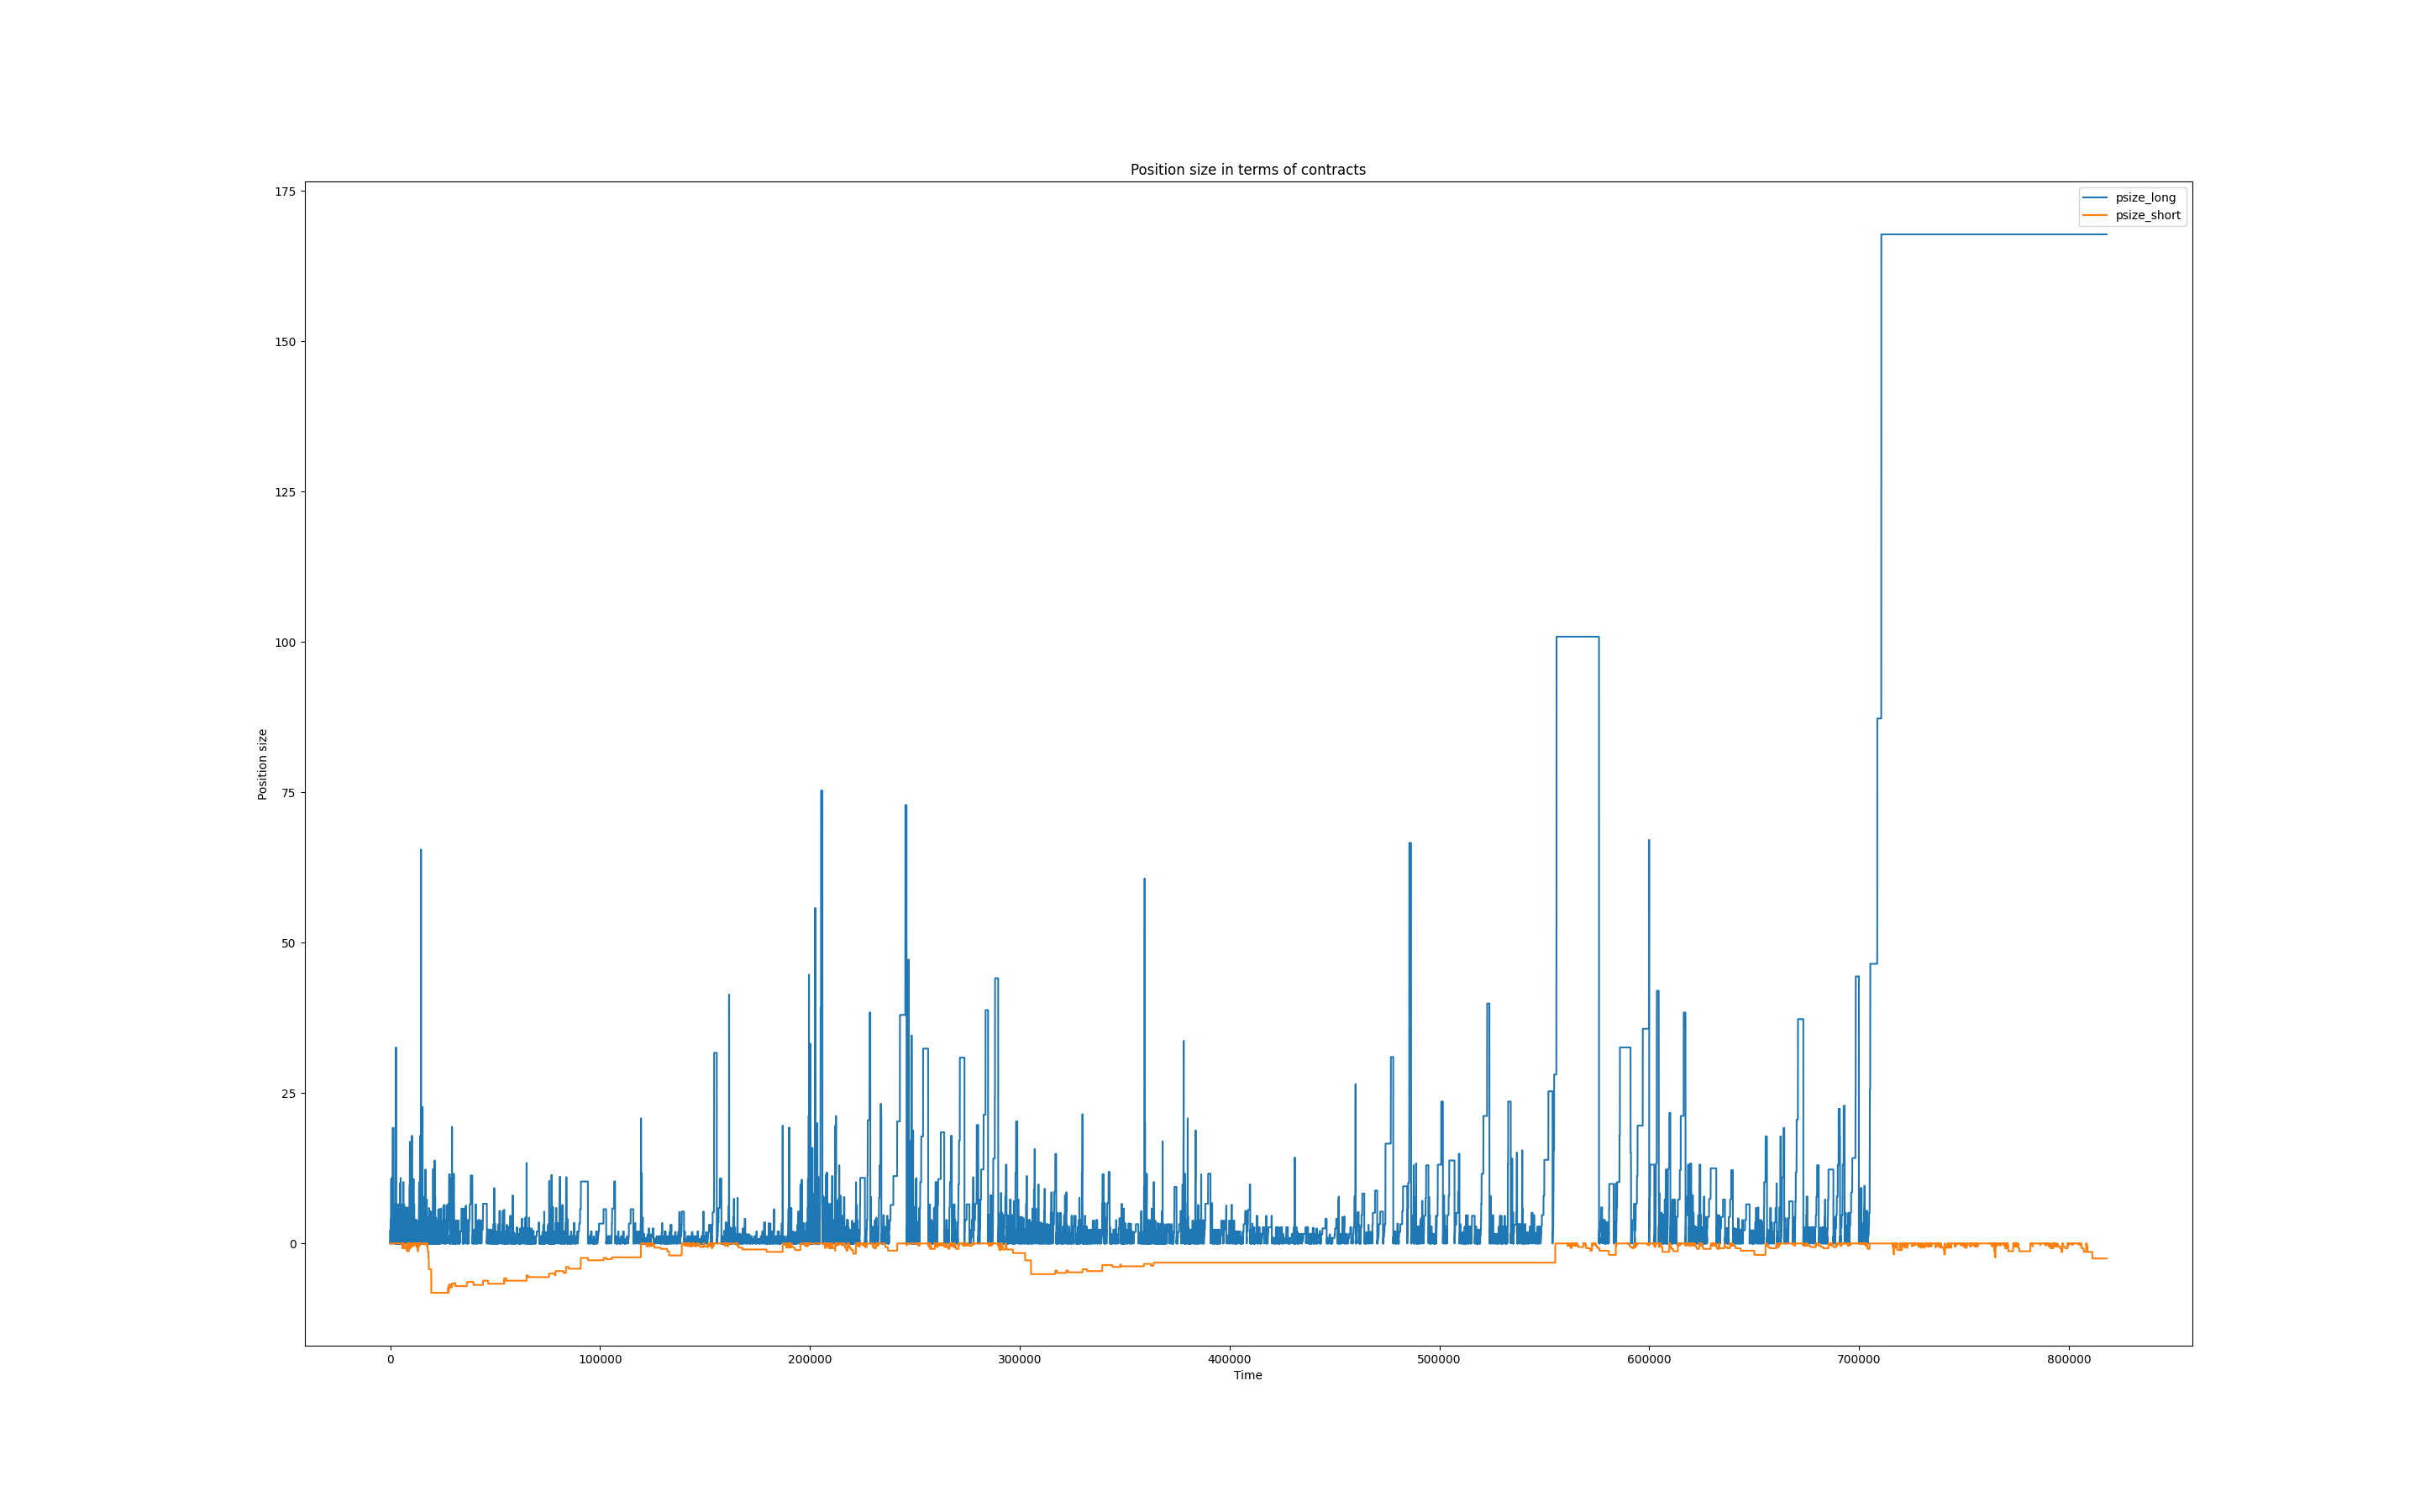 Position size in terms of contracts
psize_long
psize_short
175
150
125
100
75
50
25
0
Position size
0 100000 200000 300000 400000 500000 600000 700000 800000
Time